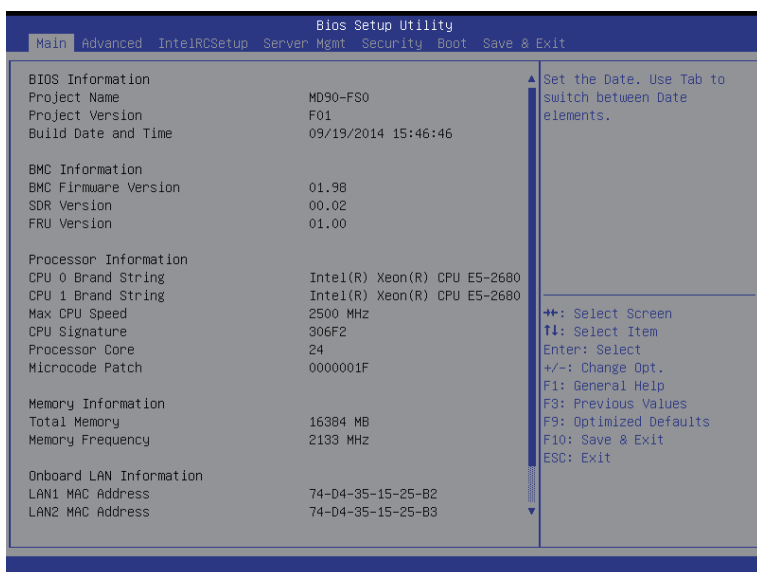 Bios Setup Utility
Main Advanced IntelRCSetup Server Mgmt Security Boot Save & Exit
BIOS Information
Project Name MD90-FS0
Project Version F01
Build Date and Time 09/19/2014 15:46:46
BMC Information
BMC Firmware Version 01.98
SDR Version 00.02
FRU Version 01.00
Processor Information
CPU 0 Brand String Intel(R) Xeon(R) CPU E5-2680
CPU 1 Brand String Intel(R) Xeon(R) CPU E5-2680
Max CPU Speed 2500 MHz
CPU Signature 306F2
Processor Core 24
Microcode Patch 0000001F
Memory Information
Total Memory 16384 MB
Memory Frequency 2133 MHz
Onboard LAN Information
LAN1 MAC Address 74-D4-35-15-25-B2
LAN2 MAC Address 74-D4-35-15-25-B3
Set the Date. Use Tab to
switch between Date
elements.
→←: Select Screen
↑↓: Select Item
Enter: Select
+/-: Change Opt.
F1: General Help
F3: Previous Values
F9: Optimized Defaults
F10: Save & Exit
ESC: Exit